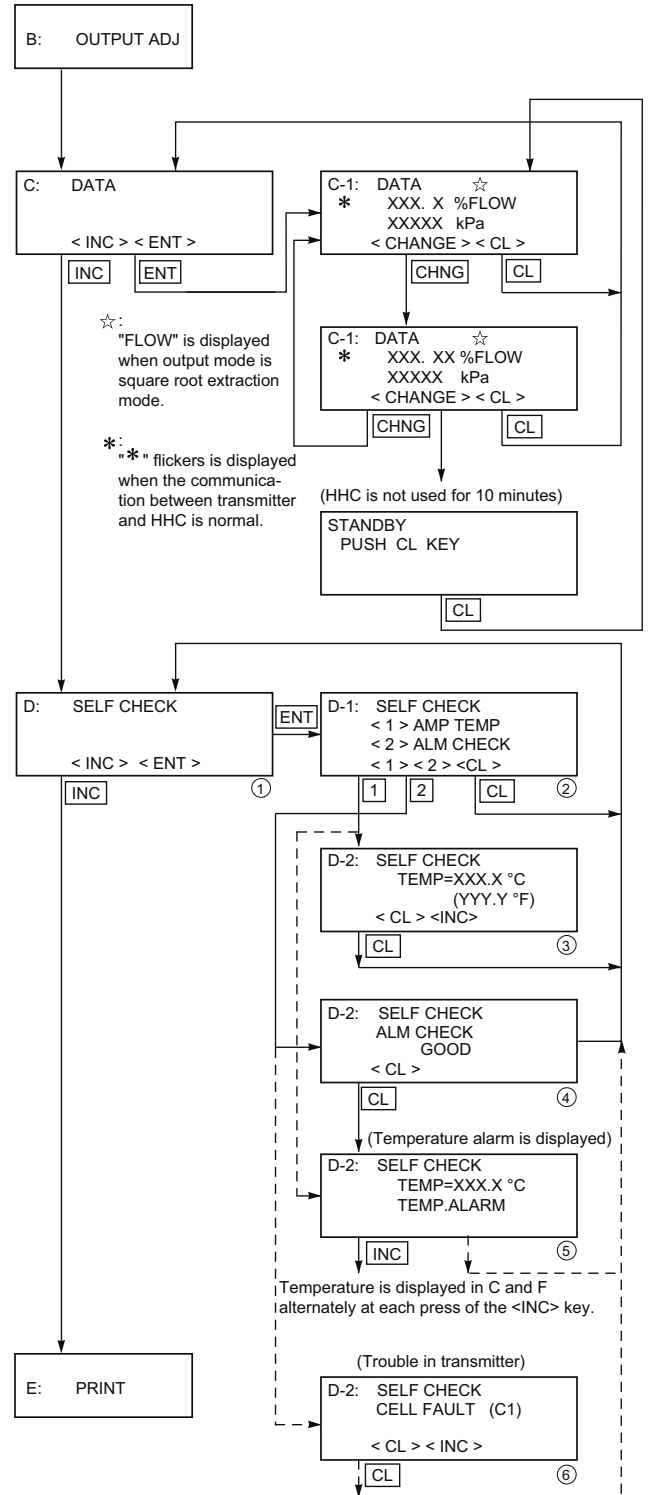 B: OUTPUT ADJ
C: DATA
< INC > < ENT >
INC
ENT
C-1: DATA ☆
* XXX. X %FLOW
XXXXX kPa
< CHANGE > < CL >
CHNG
CL
☆:
"FLOW" is displayed
when output mode is
square root extraction
mode.
C-1: DATA ☆
* XXX. XX %FLOW
XXXXX kPa
< CHANGE > < CL >
CHNG
CL
*:
"*" flickers is displayed
when the communica-
tion between transmitter
and HHC is normal.
(HHC is not used for 10 minutes)
STANDBY
PUSH CL KEY
CL
D: SELF CHECK
< INC > < ENT >
①
INC
ENT
D-1: SELF CHECK
< 1 > AMP TEMP
< 2 > ALM CHECK
< 1 > < 2 > <CL >
②
1
2
CL
D-2: SELF CHECK
TEMP=XXX.X °C
(YYY.Y °F)
< CL > <INC>
③
CL
D-2: SELF CHECK
ALM CHECK
GOOD
< CL >
④
CL
(Temperature alarm is displayed)
D-2: SELF CHECK
TEMP=XXX.X °C
TEMP.ALARM
⑤
INC
Temperature is displayed in C and F
alternately at each press of the <INC> key.
E: PRINT
(Trouble in transmitter)
D-2: SELF CHECK
CELL FAULT (C1)
< CL > < INC >
⑥
CL